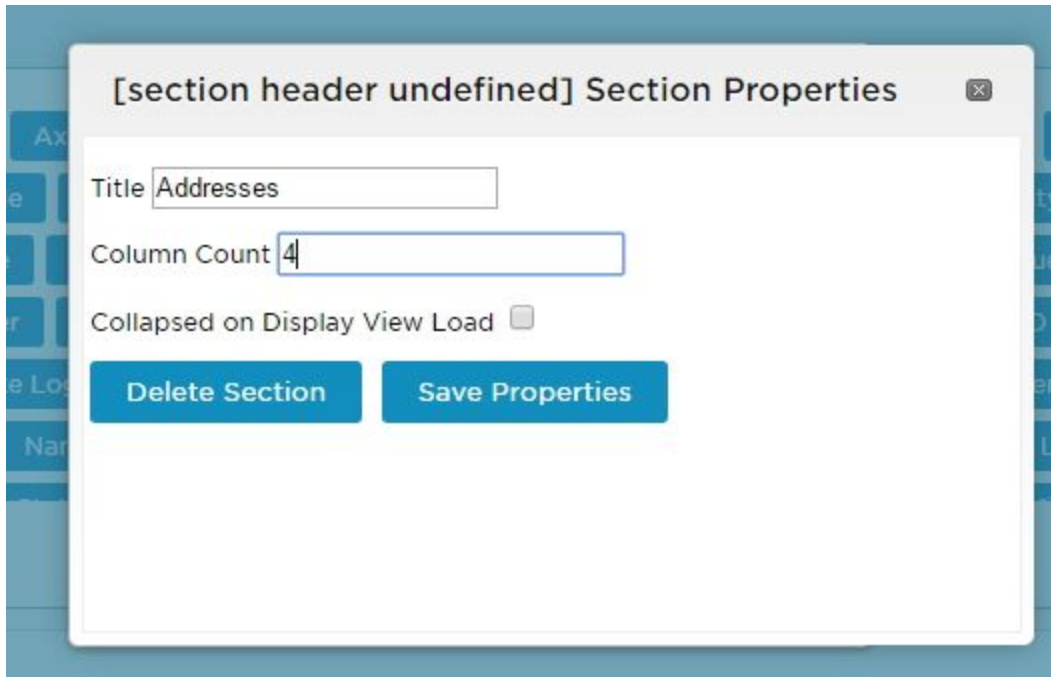 [section header undefined] Section Properties
Title Addresses
Column Count 4
Collapsed on Display View Load
Delete Section Save Properties